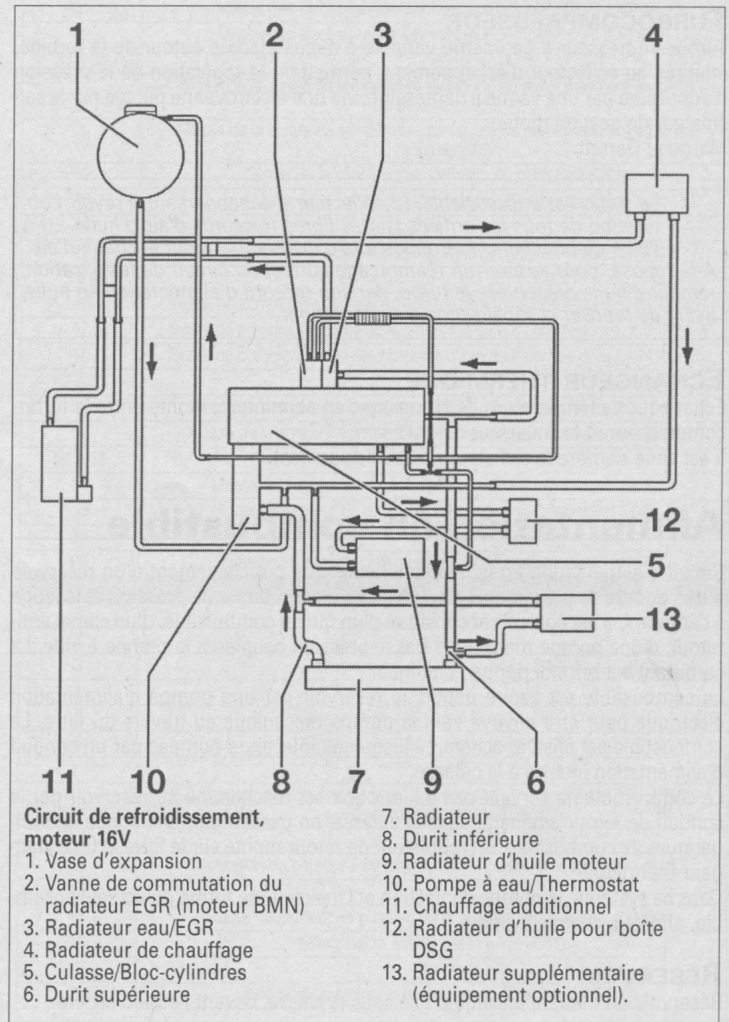 1
2
3
4
12
5
13
11
10
8
7
9
6
Circuit de refroidissement,
moteur 16V
1. Vase d'expansion
2. Vanne de commutation du
radiateur EGR (moteur BMN)
3. Radiateur eau/EGR
4. Radiateur de chauffage
5. Culasse/Bloc-cylindres
6. Durit supérieure
7. Radiateur
8. Durit inférieure
9. Radiateur d'huile moteur
10. Pompe à eau/Thermostat
11. Chauffage additionnel
12. Radiateur d'huile pour boîte
DSG
13. Radiateur supplémentaire
(équipement optionnel).